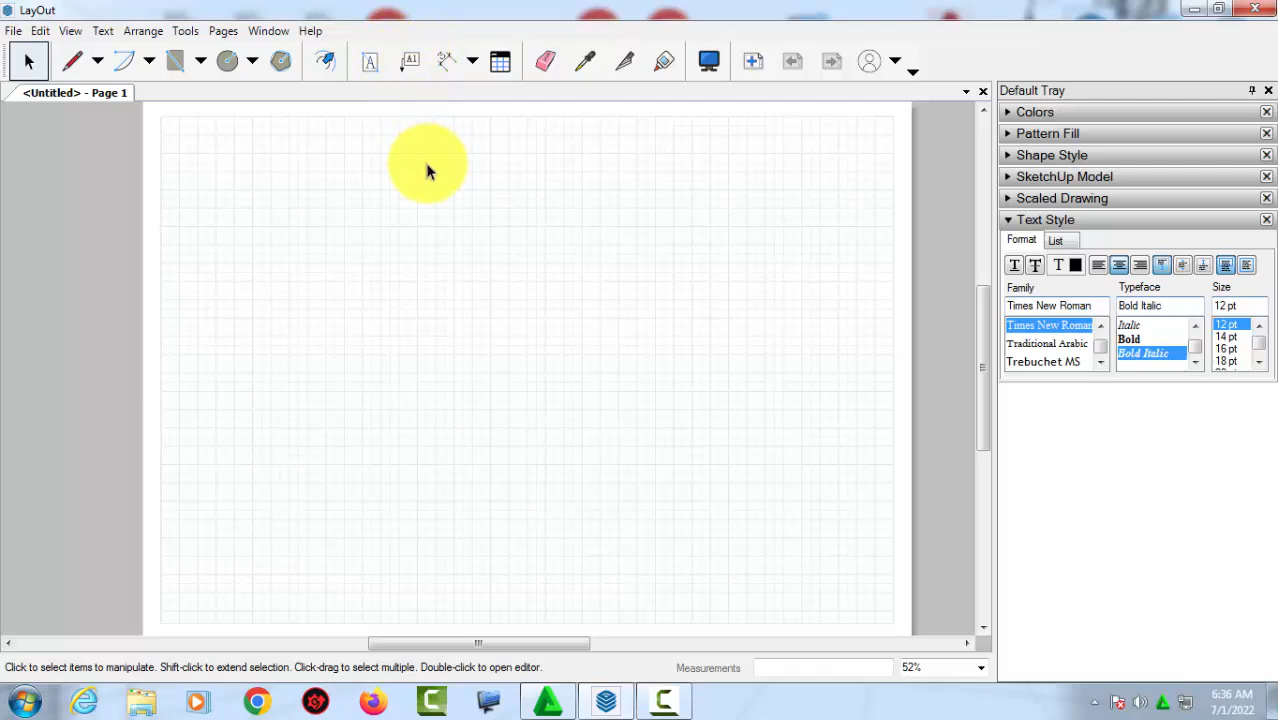 LayOut
File Edit View Text Arrange Tools Pages Window Help
A A1
<Untitled> - Page 1
Default Tray
Colors
Pattern Fill
Shape Style
SketchUp Model
Scaled Drawing
Text Style
Format List
T T T
Family Typeface Size
Times New Roman Bold Italic 12 pt
Times New Roman Italic 12 pt
Traditional Arabic Bold 14 pt
Trebuchet MS Bold Italic 16 pt
18 pt
Click to select items to manipulate. Shift-click to extend selection. Click-drag to select multiple. Double-click to open editor.
Measurements 52%
6:36 AM
7/1/2022